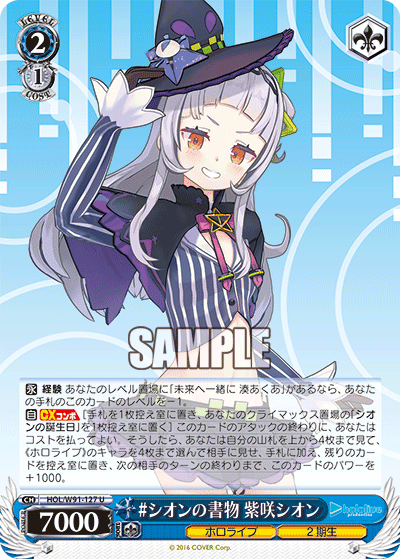 LEVEL
2
1
COST
SAMPLE
永 経験 あなたのレベル置場に「未来へ一緒に 湊あくあ」があるなら、あなた
の手札のこのカードのレベルを－1。
自 CXコンボ ［手札を1枚控え室に置き、あなたのクライマックス置場の「シオ
ンの誕生日」を1枚控え室に置く］ このカードのアタックの終わりに、あなたは
コストを払ってよい。そうしたら、あなたは自分の山札を上から4枚まで見て、
《ホロライブ》のキャラを4枚まで選んで相手に見せ、手札に加え、残りのカー
ドを控え室に置き、次の相手のターンの終わりまで、このカードのパワーを
＋1000。
CH HOL/W91-127 U
7000
#シオンの書物 紫咲シオン
hololive
production
ホロライブ
2期生
© 2016 COVER Corp.